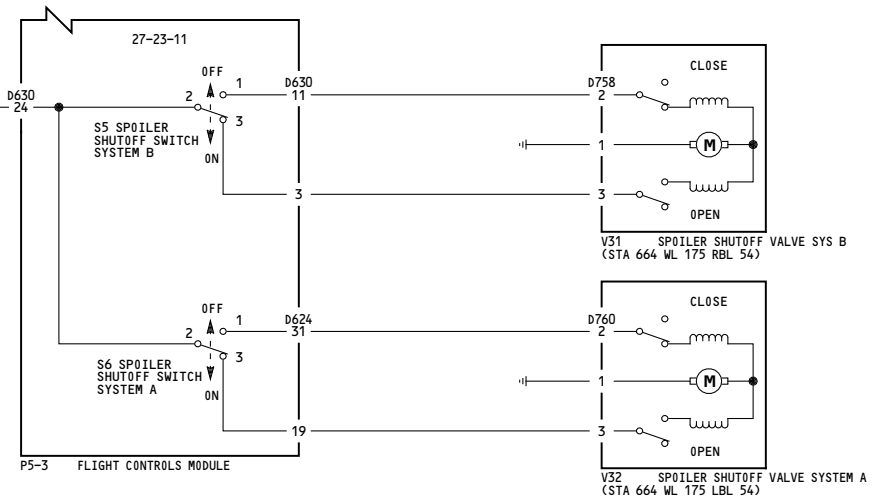 27-23-11
OFF
1
D630
24
2
3
S5 SPOILER
SHUTOFF SWITCH
SYSTEM B
ON
D630
11
3
D758
2
1
3
CLOSE
M
OPEN
V31 SPOILER SHUTOFF VALVE SYS B
(STA 664 WL 175 RBL 54)
OFF
1
2
3
S6 SPOILER
SHUTOFF SWITCH
SYSTEM A
ON
D624
31
19
D760
2
1
3
CLOSE
M
OPEN
P5-3 FLIGHT CONTROLS MODULE
V32 SPOILER SHUTOFF VALVE SYSTEM A
(STA 664 WL 175 LBL 54)